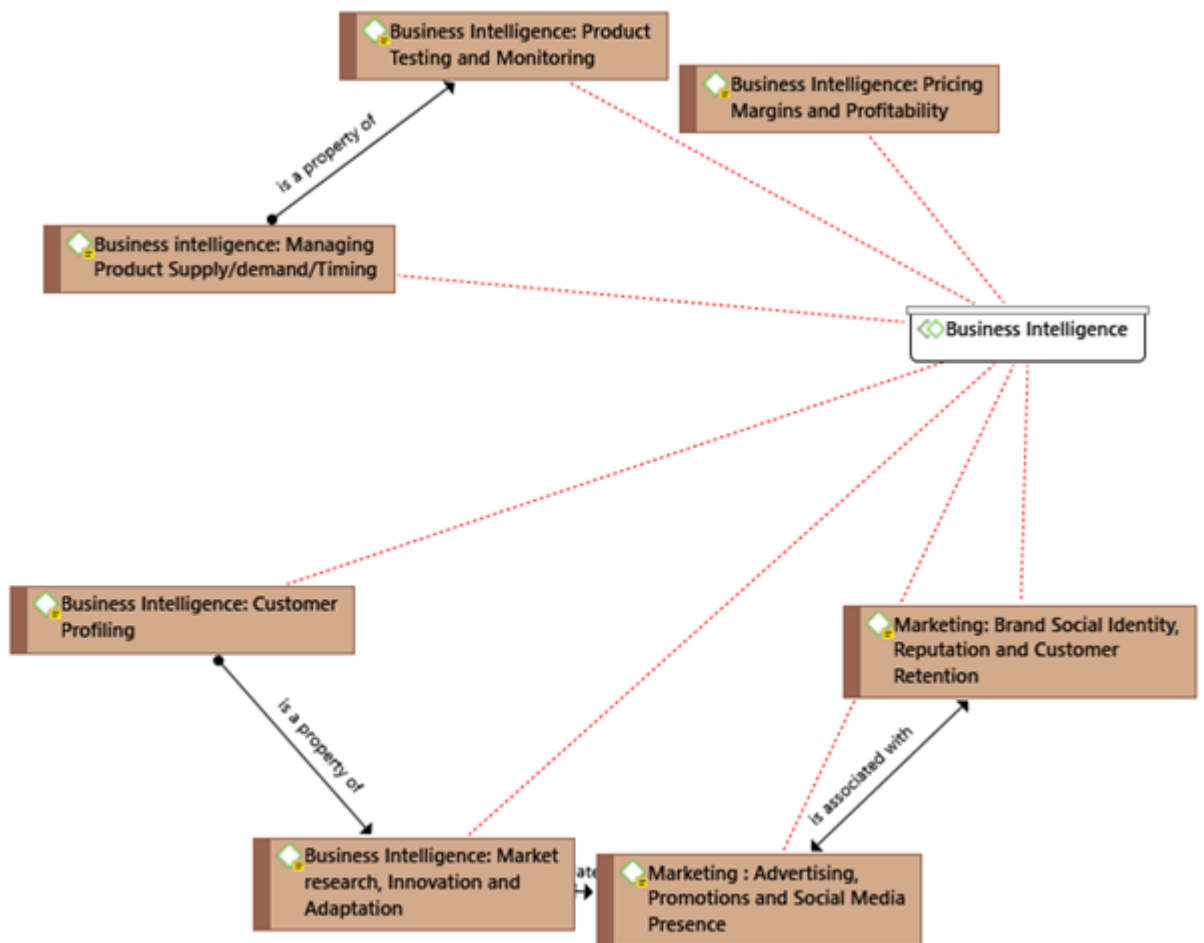 Business Intelligence: Product
Testing and Monitoring
Business Intelligence: Pricing
Margins and Profitability
is a property of
Business intelligence: Managing
Product Supply/demand/Timing
Business Intelligence
Business Intelligence: Customer
Profiling
Marketing: Brand Social Identity,
Reputation and Customer
Retention
is a property of
is associated with
Business Intelligence: Market
research, Innovation and
Adaptation
Marketing : Advertising,
Promotions and Social Media
Presence